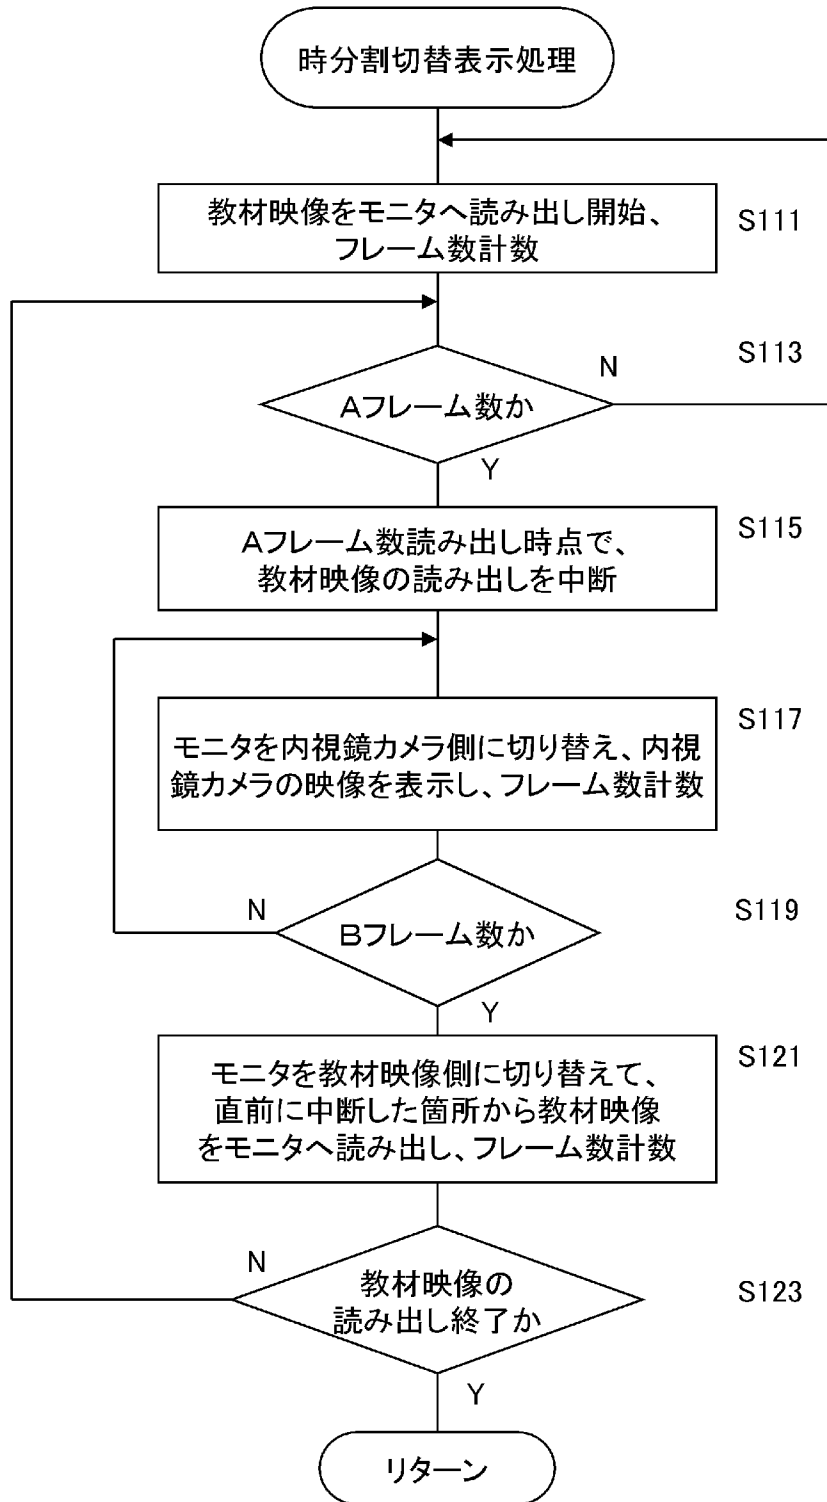 時分割切替表示処理
教材映像をモニタへ読み出し開始、
フレーム数計数
S111
S113
N
Aフレーム数か
Y
S115
Aフレーム数読み出し時点で、
教材映像の読み出しを中断
S117
モニタを内視鏡カメラ側に切り替え、内視
鏡カメラの映像を表示し、フレーム数計数
N
S119
Bフレーム数か
Y
S121
モニタを教材映像側に切り替えて、
直前に中断した箇所から教材映像
をモニタへ読み出し、フレーム数計数
N
教材映像の
S123
読み出し終了か
Y
リターン